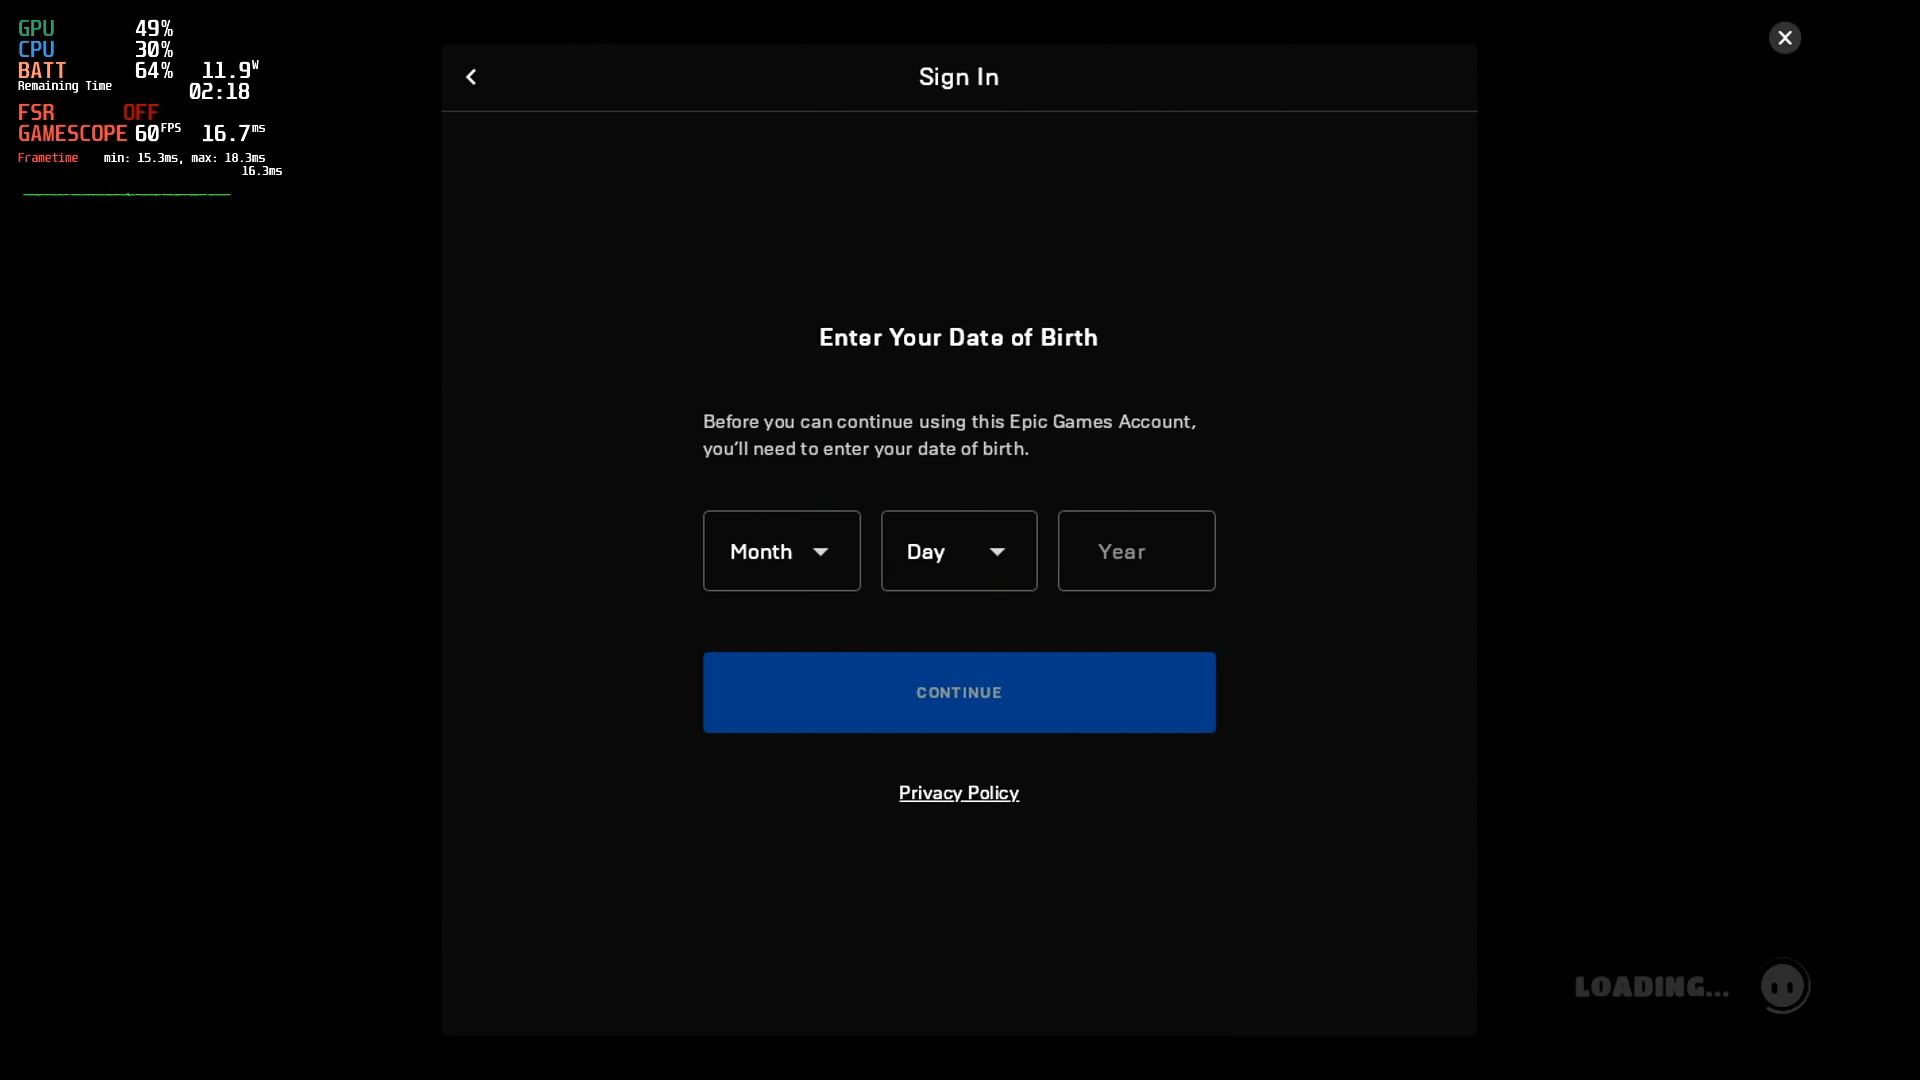 GPU 49%
CPU 30%
BATT 64% 11.9W
Remaining Time 02:18
FSR OFF
GAMESCOPE 60FPS 16.7ms
Frametime min: 15.3ms, max: 18.3ms
16.3ms
Sign In
Enter Your Date of Birth
Before you can continue using this Epic Games Account,
you’ll need to enter your date of birth.
Month Day Year
CONTINUE
Privacy Policy
LOADING...